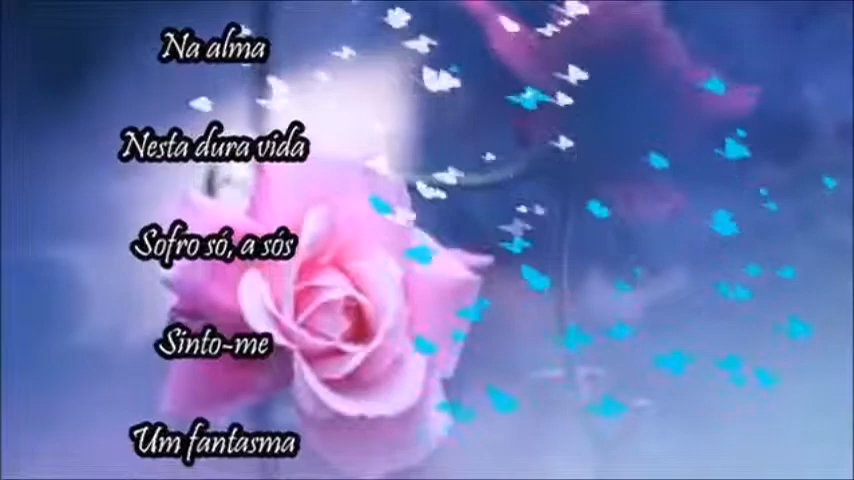 Na alma
Nesta dura vida
Sofro só, a sós
Sinto-me
Um fantasma